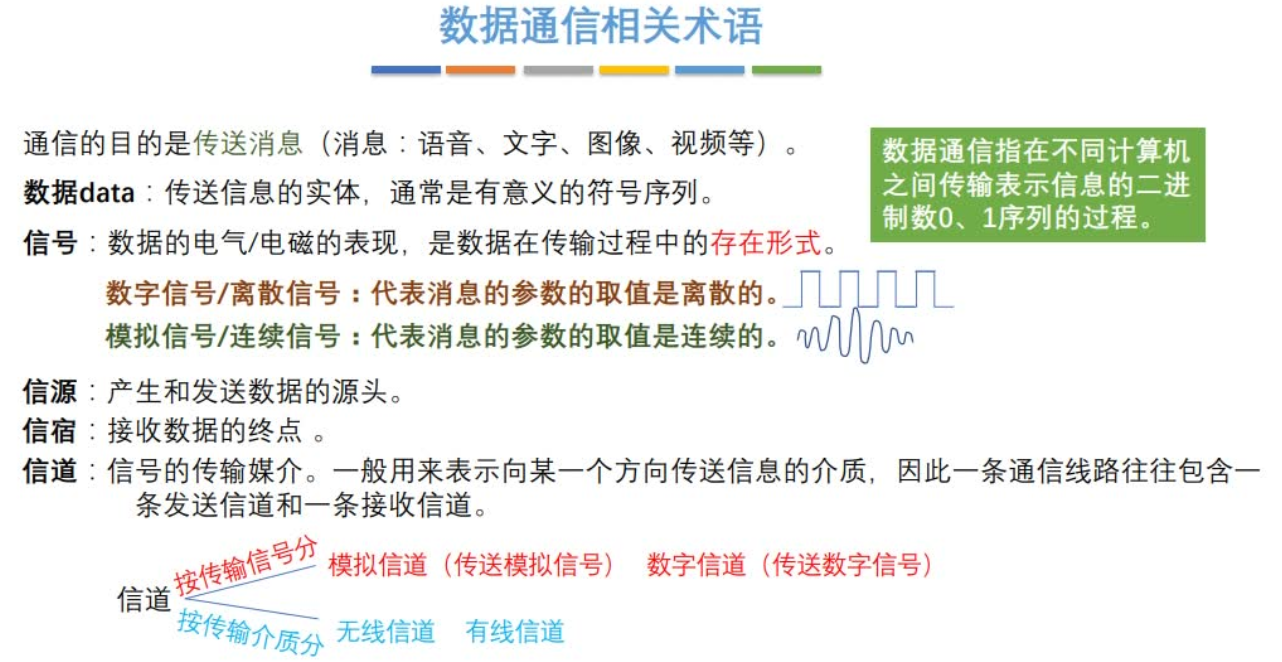 数据通信相关术语
通信的目的是传送消息（消息：语音、文字、图像、视频等）。
数据data：传送信息的实体，通常是有意义的符号序列。
信号：数据的电气/电磁的表现，是数据在传输过程中的存在形式。
数据通信指在不同计算机
之间传输表示信息的二进
制数0、1序列的过程。
数字信号/离散信号：代表消息的参数的取值是离散的。
模拟信号/连续信号：代表消息的参数的取值是连续的。
信源：产生和发送数据的源头。
信宿：接收数据的终点 。
信道：信号的传输媒介。一般用来表示向某一个方向传送信息的介质，因此一条通信线路往往包含一
条发送信道和一条接收信道。
信道
按传输信号分
模拟信道（传送模拟信号） 数字信道（传送数字信号）
按传输介质分
无线信道 有线信道